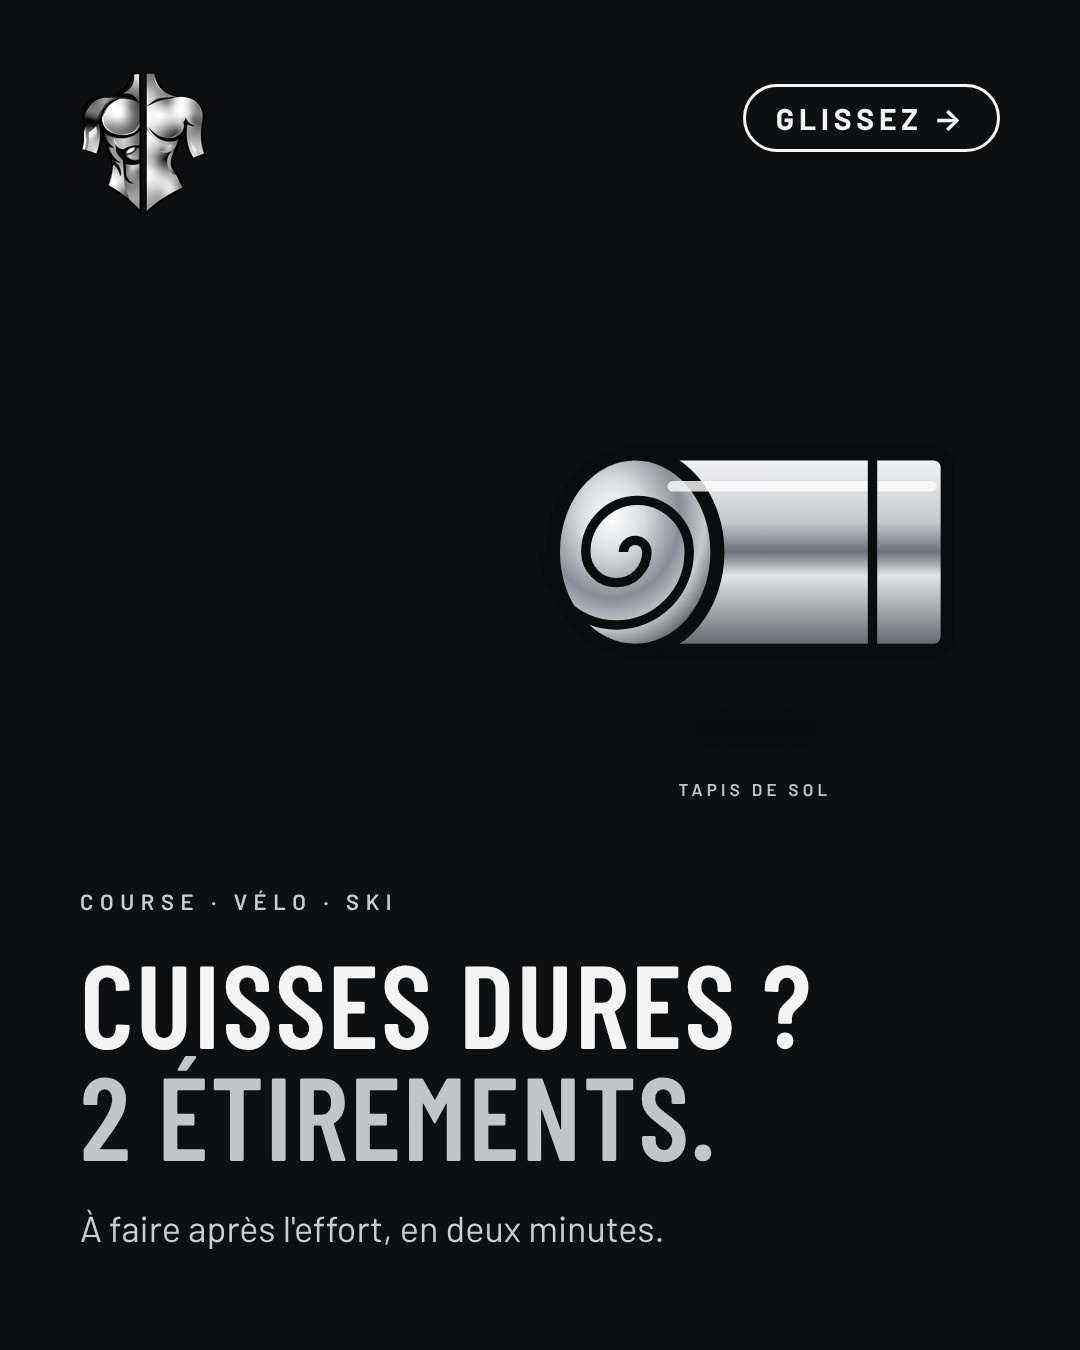 GLISSEZ →
TAPIS DE SOL
COURSE · VÉLO · SKI
CUISSES DURES ?
2 ÉTIREMENTS.
À faire après l'effort, en deux minutes.